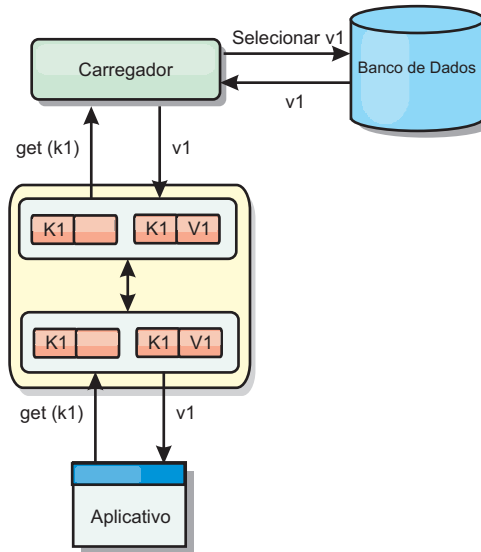 Selecionar v1
Carregador
Banco de Dados
v1
get (k1)
v1
K1
K1 V1
K1
K1 V1
get (k1)
v1
Aplicativo